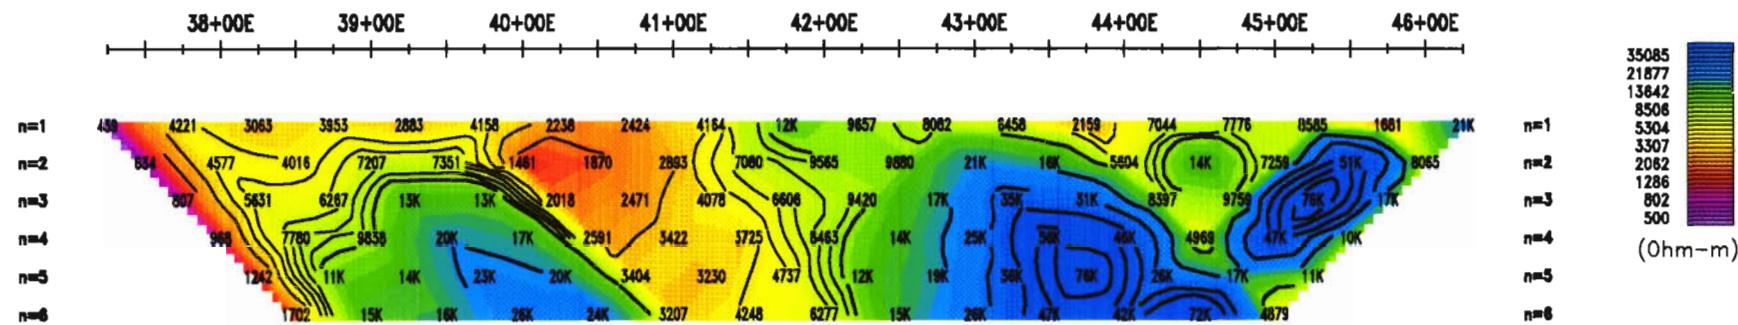 38+00E 39+00E 40+00E 41+00E 42+00E 43+00E 44+00E 45+00E 46+00E
35085
21877
13642
8506
5304
3307
2062
1286
802
500
(Ohm-m)
n=1 4221 3063 3953 2883 4158 2238 2424 4164 12K 9657 8082 6458 2159 7044 7776 8585 1681 21K n=1
n=2 634 4577 4016 7207 7351 1461 1870 2893 7080 9565 9880 21K 16K 5604 14K 7259 51K 8065 n=2
n=3 807 5631 6267 13K 13K 2018 2471 4078 6606 9420 17K 35K 31K 8397 9759 76K 17K n=3
n=4 968 7780 9858 20K 17K 2591 3422 3725 8463 14K 25K 56K 46K 4969 47K 10K n=4
n=5 1242 11K 14K 23K 20K 3404 3230 4737 12K 19K 36K 76K 26K 17K 11K n=5
n=6 1702 15K 16K 26K 24K 3207 4248 6277 15K 26K 47K 42K 72K 4879 n=6